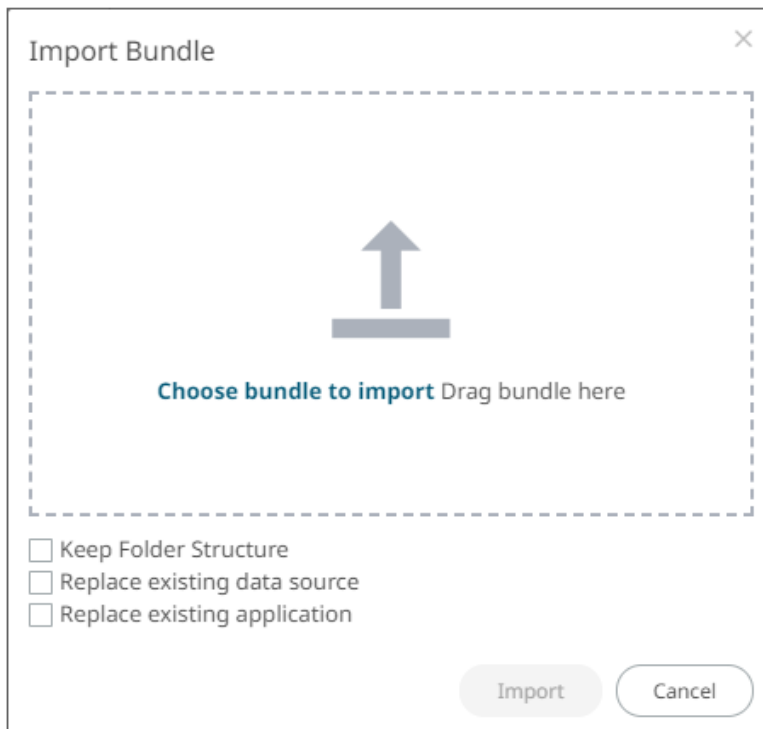 Import Bundle
Choose bundle to import Drag bundle here
Keep Folder Structure
Replace existing data source
Replace existing application
Import Cancel